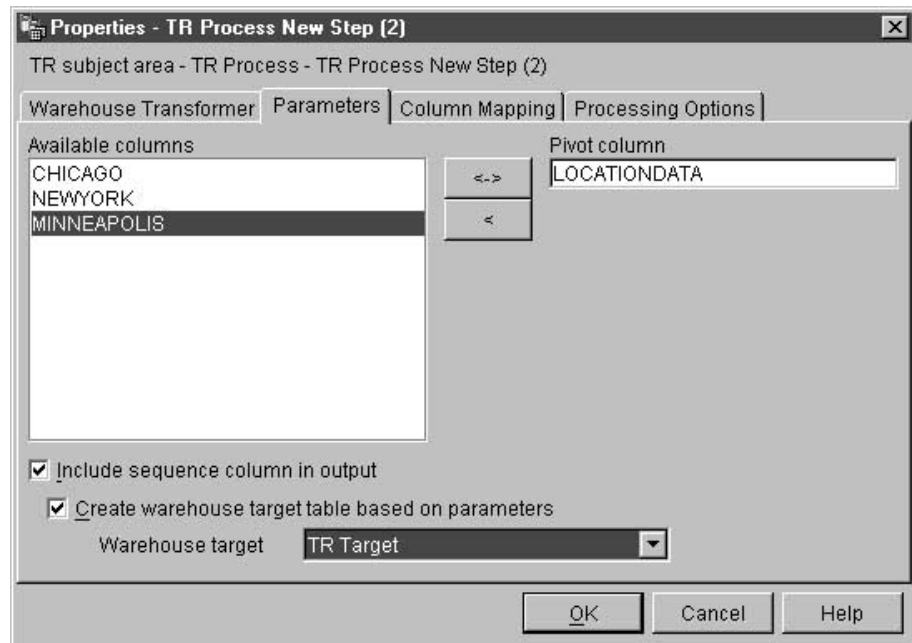 Properties - TR Process New Step (2)
TR subject area - TR Process - TR Process New Step (2)
Warehouse Transformer Parameters Column Mapping Processing Options
Available columns
Pivot column
CHICAGO
NEWYORK
MINNEAPOLIS
<->
<
LOCATIONDATA
Include sequence column in output
Create warehouse target table based on parameters
Warehouse target TR Target
OK Cancel Help